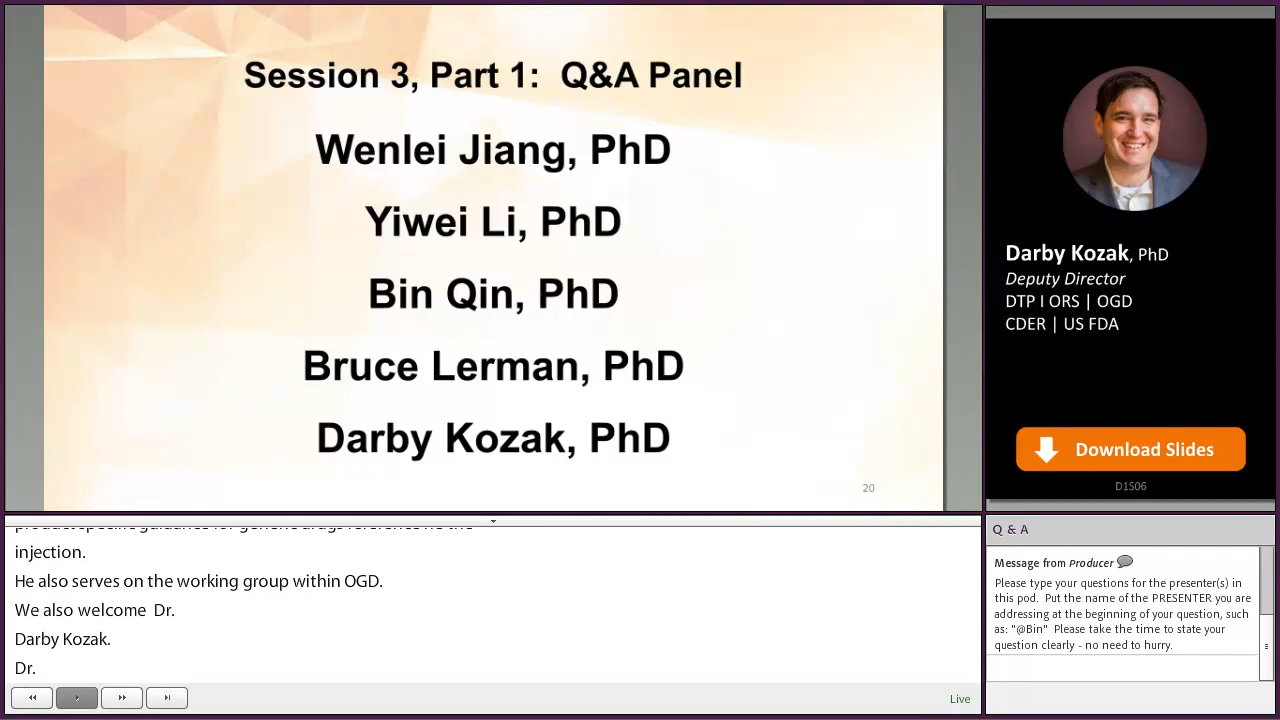 Session 3, Part 1:  Q&A Panel
Wenlei Jiang, PhD
Yiwei Li, PhD
Bin Qin, PhD
Bruce Lerman, PhD
Darby Kozak, PhD
20
Darby Kozak, PhD
Deputy Director
DTP I ORS | OGD
CDER | US FDA
Download Slides
D1S06
injection.
He also serves on the working group within OGD.
We also welcome  Dr.
Darby Kozak.
Dr.
Live
Q & A
Message from Producer
Please type your questions for the presenter(s) in
this pod.  Put the name of the PRESENTER you are
addressing at the beginning of your question, such
as: "@Bin"  Please take the time to state your
question clearly - no need to hurry.